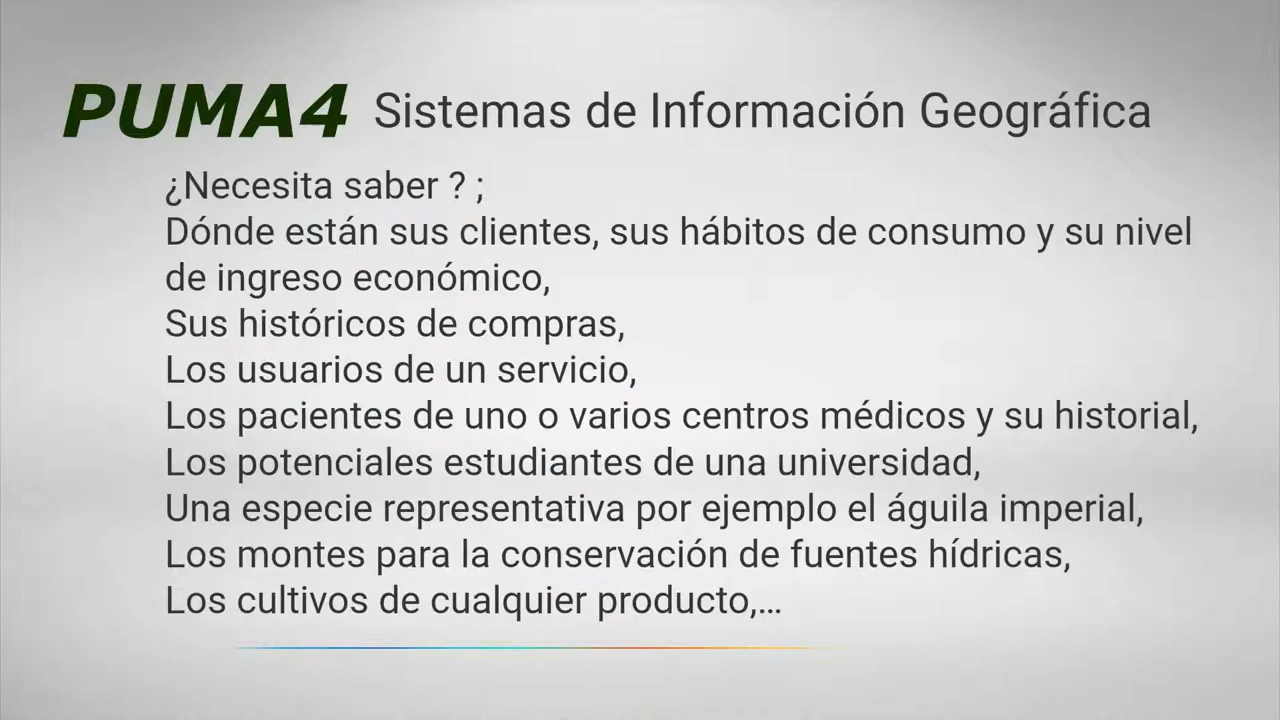 PUMA4 Sistemas de Información Geográfica
¿Necesita saber ? ;
Dónde están sus clientes, sus hábitos de consumo y su nivel
de ingreso económico,
Sus históricos de compras,
Los usuarios de un servicio,
Los pacientes de uno o varios centros médicos y su historial,
Los potenciales estudiantes de una universidad,
Una especie representativa por ejemplo el águila imperial,
Los montes para la conservación de fuentes hídricas,
Los cultivos de cualquier producto,...